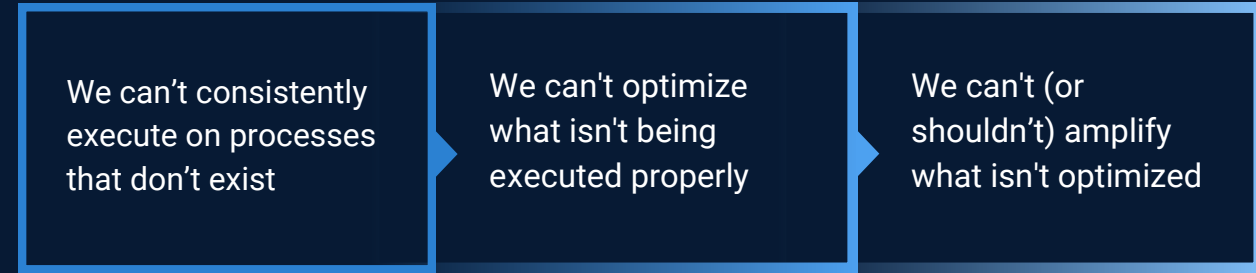 We can’t consistently
execute on processes
that don’t exist
We can't optimize
what isn't being
executed properly
We can't (or
shouldn’t) amplify
what isn't optimized